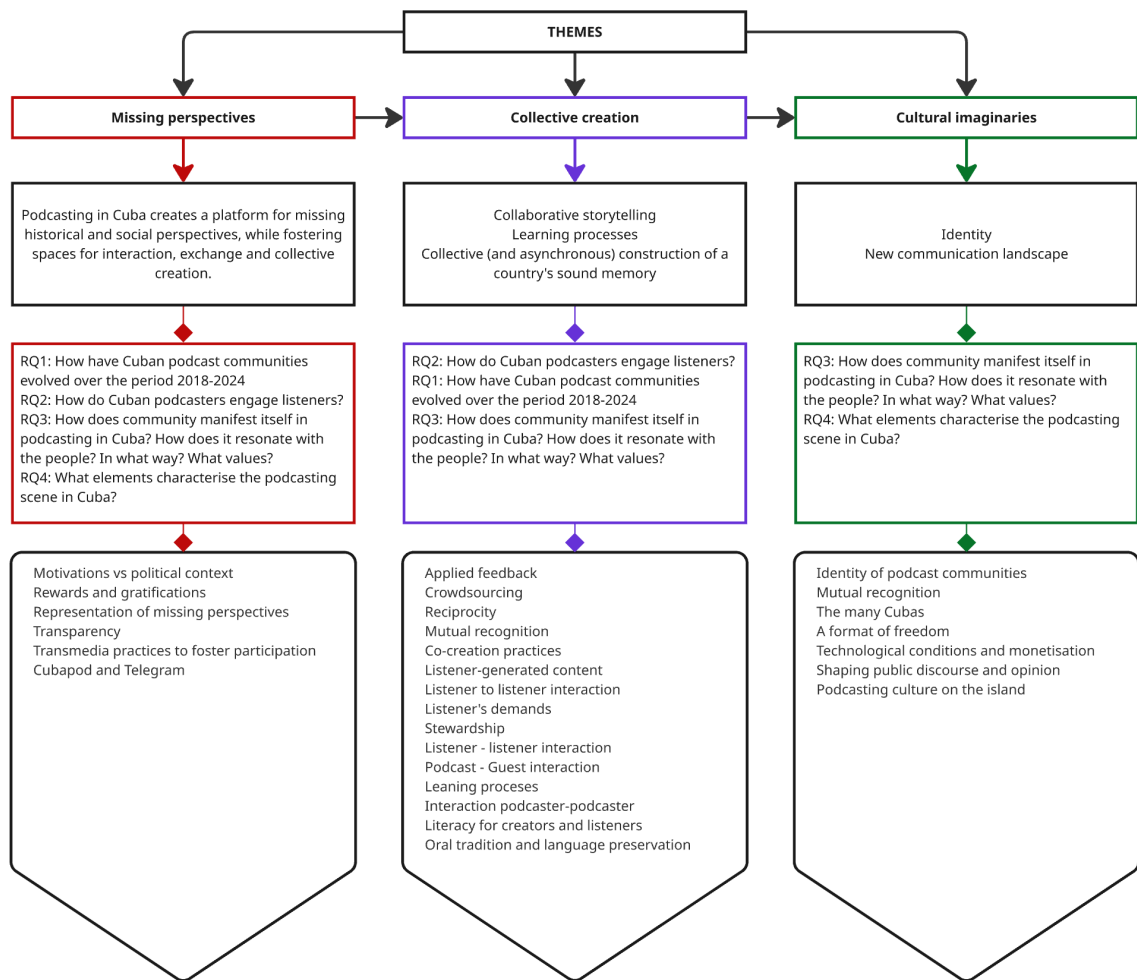 THEMES
Missing perspectives
Collective creation
Cultural imaginaries
Podcasting in Cuba creates a platform for missing
historical and social perspectives, while fostering
spaces for interaction, exchange and collective
creation.
Collaborative storytelling
Learning processes
Collective (and asynchronous) construction of a
country's sound memory
Identity
New communication landscape
RQ1: How have Cuban podcast communities
evolved over the period 2018-2024
RQ2: How do Cuban podcasters engage listeners?
RQ3: How does community manifest itself in
podcasting in Cuba? How does it resonate with
the people? In what way? What values?
RQ4: What elements characterise the podcasting
scene in Cuba?
RQ2: How do Cuban podcasters engage listeners?
RQ1: How have Cuban podcast communities
evolved over the period 2018-2024
RQ3: How does community manifest itself in
podcasting in Cuba? How does it resonate with
the people? In what way? What values?
RQ3: How does community manifest itself in
podcasting in Cuba? How does it resonate with
the people? In what way? What values?
RQ4: What elements characterise the podcasting
scene in Cuba?
Motivations vs political context
Rewards and gratifications
Representation of missing perspectives
Transparency
Transmedia practices to foster participation
Cubapod and Telegram
Applied feedback
Crowdsourcing
Reciprocity
Mutual recognition
Co-creation practices
Listener-generated content
Listener to listener interaction
Listener's demands
Stewardship
Listener - listener interaction
Podcast - Guest interaction
Leaning proceses
Interaction podcaster-podcaster
Literacy for creators and listeners
Oral tradition and language preservation
Identity of podcast communities
Mutual recognition
The many Cubas
A format of freedom
Technological conditions and monetisation
Shaping public discourse and opinion
Podcasting culture on the island